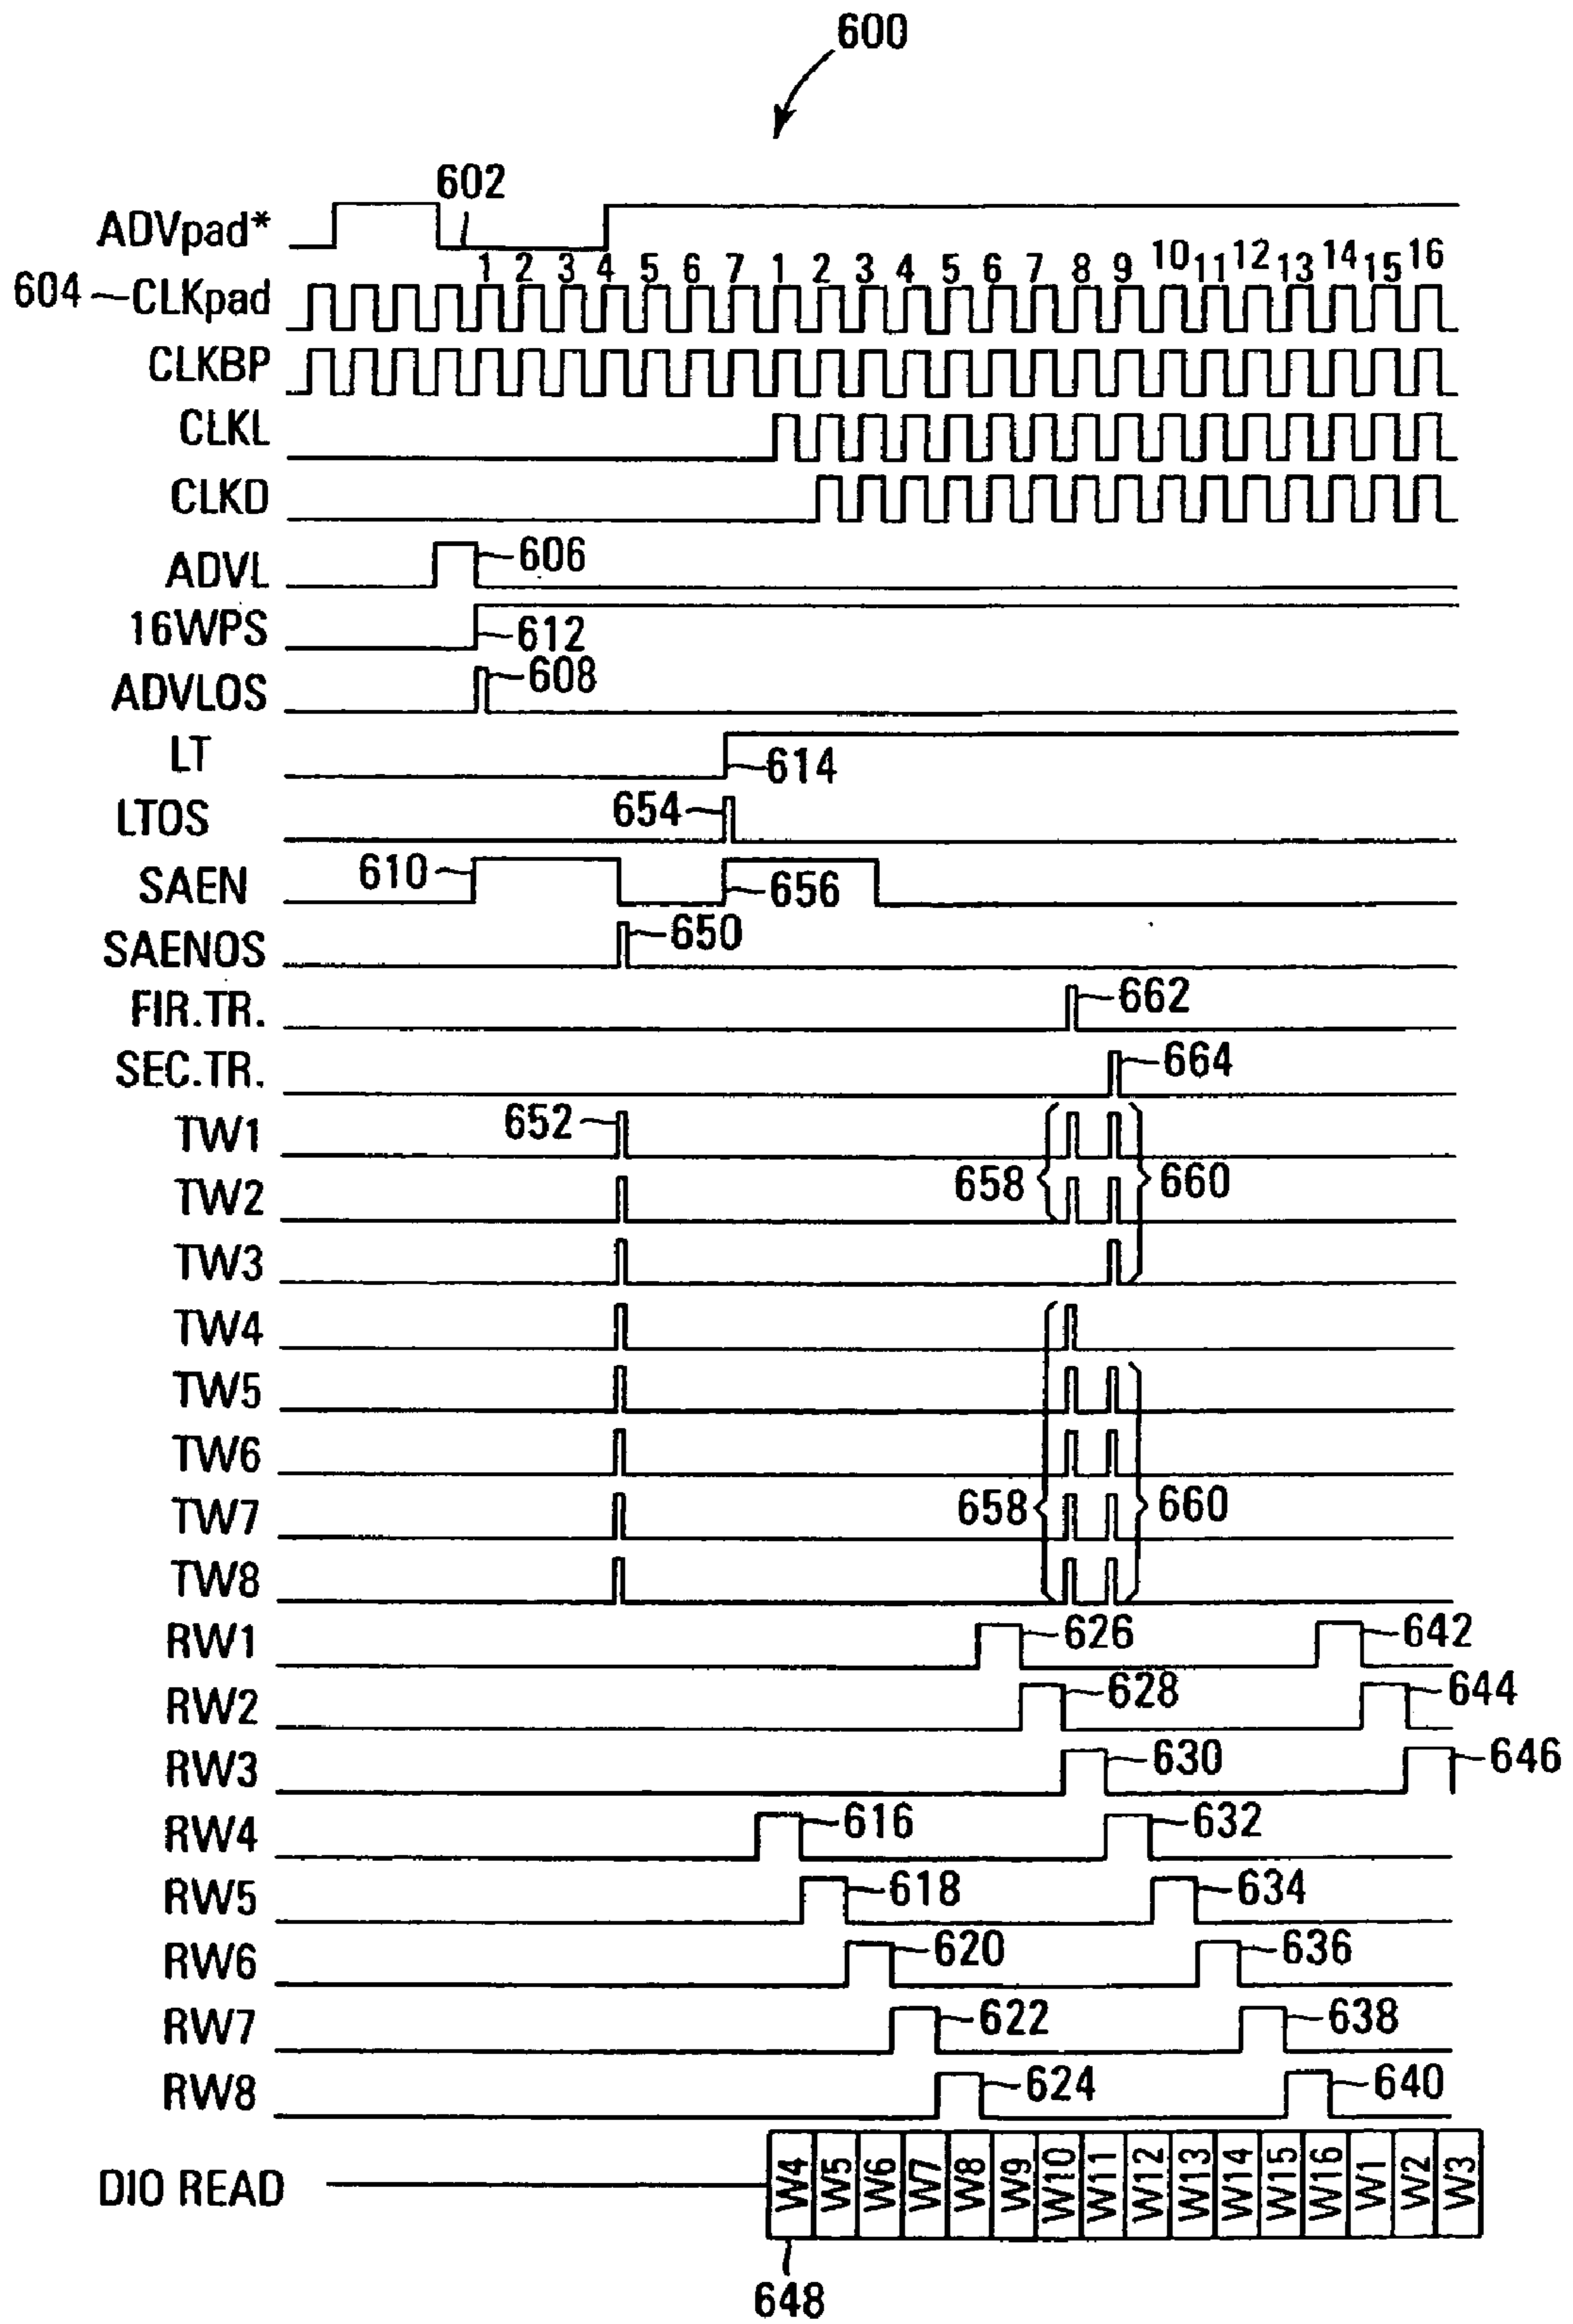 600
602
ADVpad*
1 2 3 4 5 6 7 1 2 3 4 5 6 7 8 9 10 11 12 13 14 15 16
604 CLKpad
CLKBP
CLKL
CLKD
ADVL 606
16WPS 612
ADVLOS 608
LT 614
LTOS 654
SAEN 610 656
SAENOS 650
FIR.TR. 662
SEC.TR. 664
TW1 652
TW2 658 660
TW3
TW4
TW5
TW6
TW7 658 660
TW8
RW1 626 642
RW2 628 644
RW3 630 646
RW4 616 632
RW5 618 634
RW6 620 636
RW7 622 638
RW8 624 640
DIO READ W4 W5 W6 W7 W8 W9 W10 W11 W12 W13 W14 W15 W16 W1 W2 W3
648